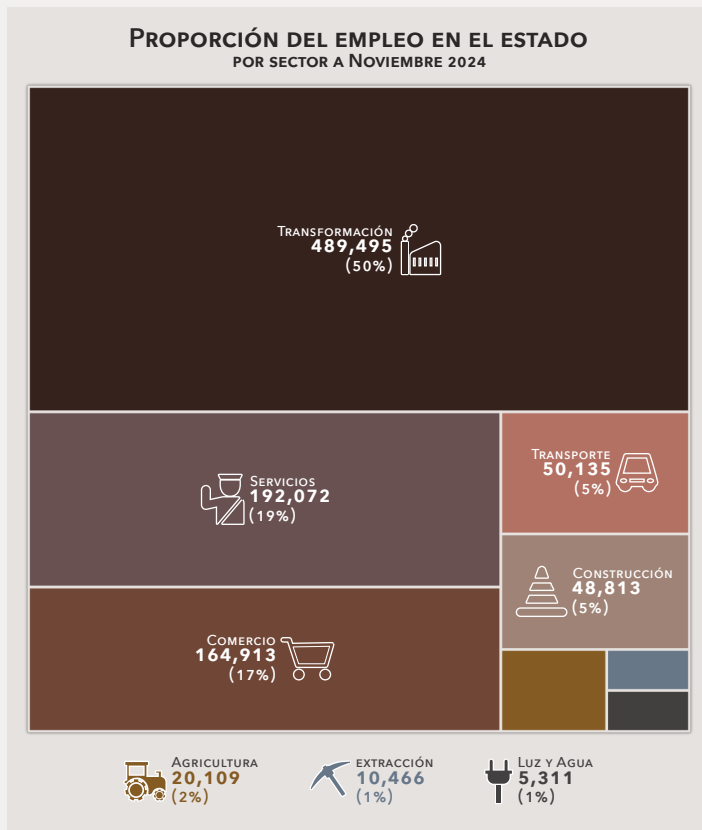 Proporción del empleo en el estado
por sector a Noviembre 2024
Transformación
489,495
(50%)
Servicios
192,072
(19%)
Transporte
50,135
(5%)
Construcción
48,813
(5%)
Comercio
164,913
(17%)
Agricultura
20,109
(2%)
extracción
10,466
(1%)
Luz y Agua
5,311
(1%)